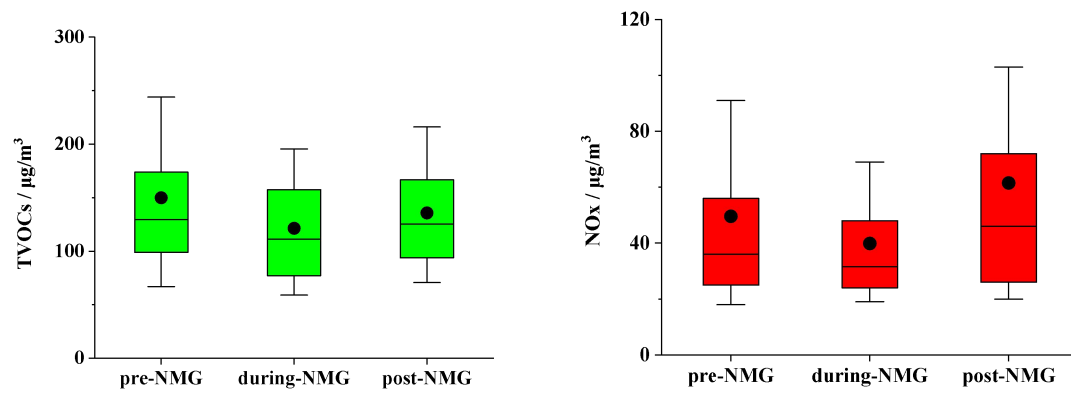 300
200
100
0
TVOCs / μg/m³
pre-NMG during-NMG post-NMG
120
80
40
0
NOx / μg/m³
pre-NMG during-NMG post-NMG